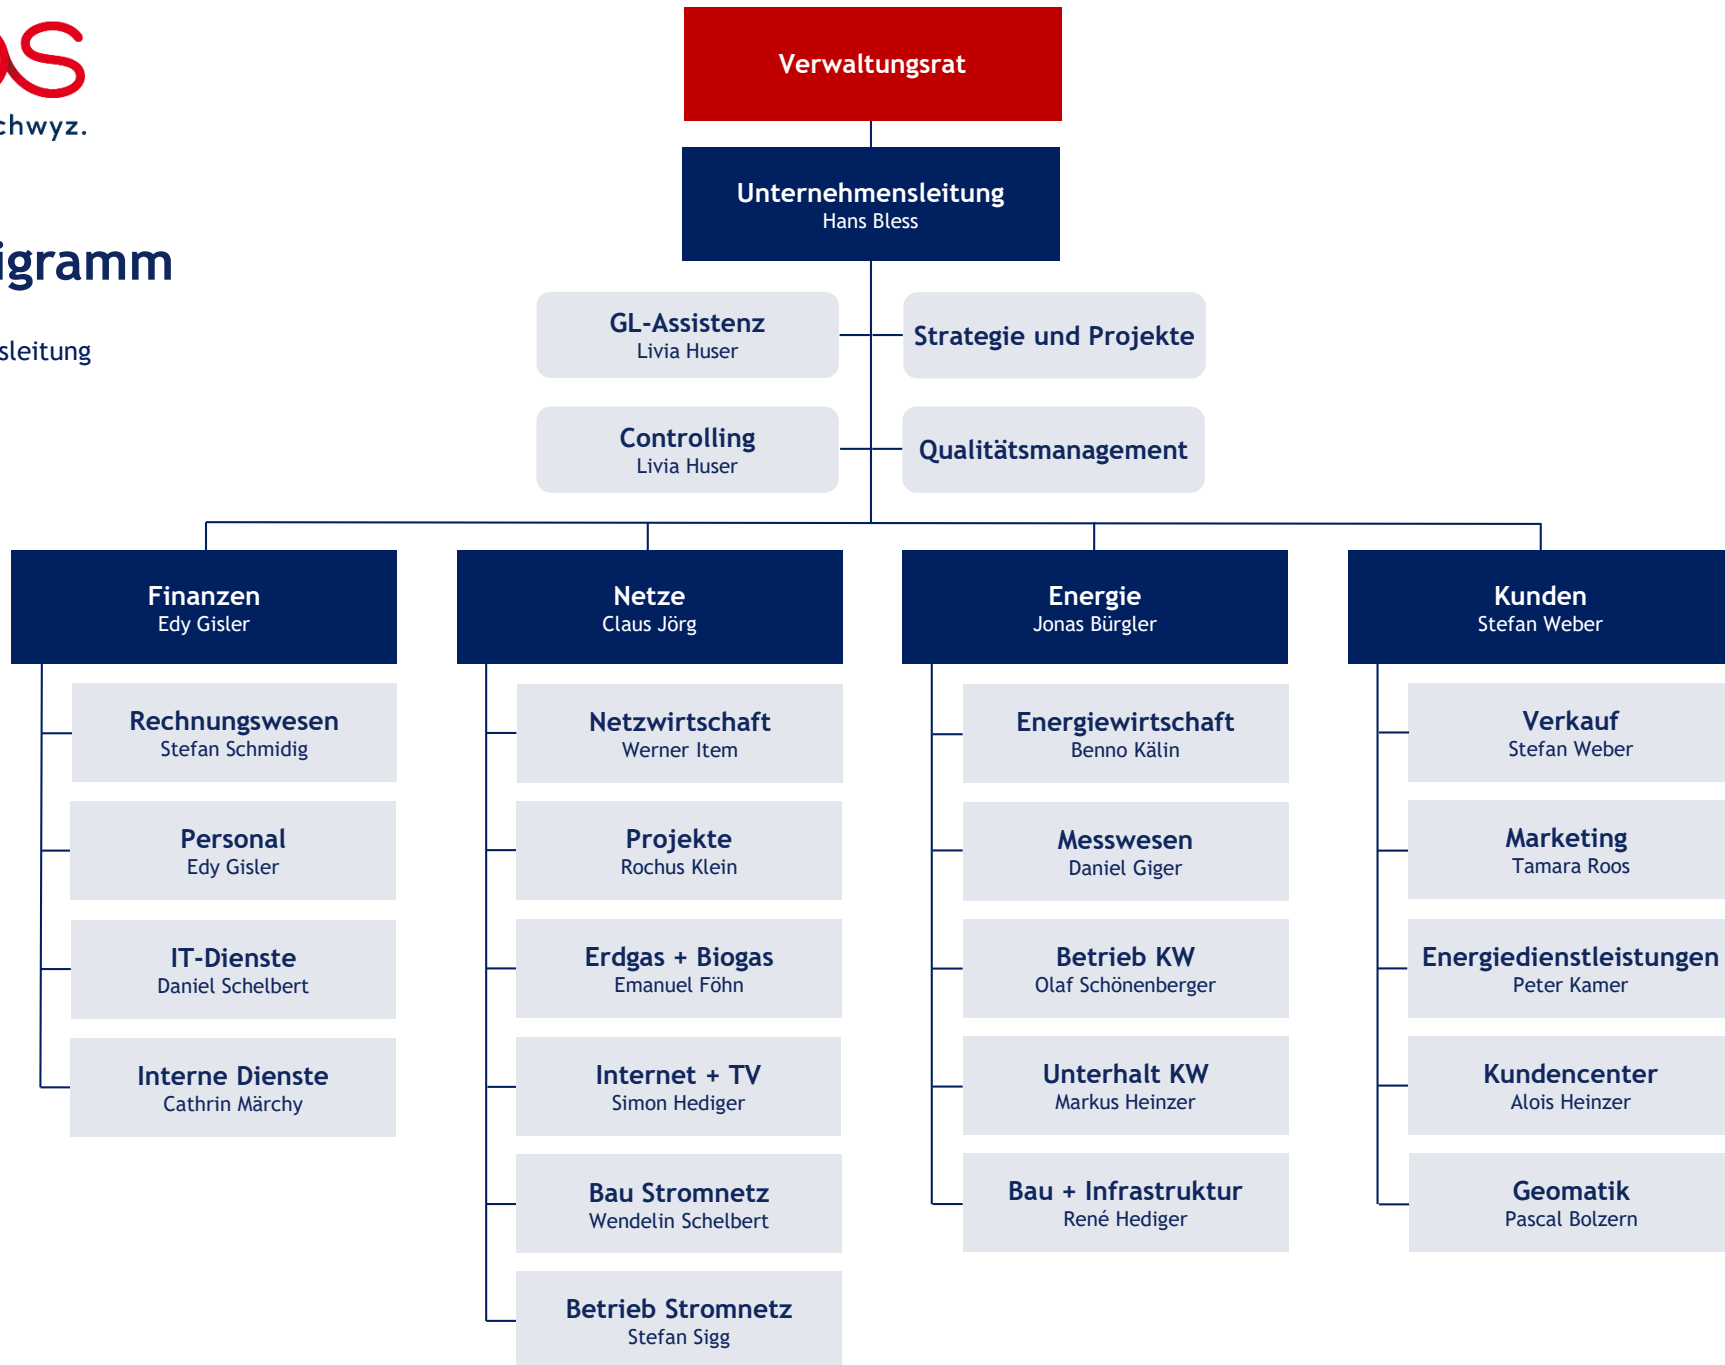 Verwaltungsrat
Unternehmensleitung
Hans Bless
GL-Assistenz
Livia Huser
Strategie und Projekte
Controlling
Livia Huser
Qualitätsmanagement
Finanzen
Edy Gisler
Rechnungswesen
Stefan Schmidig
Personal
Edy Gisler
IT-Dienste
Daniel Schelbert
Interne Dienste
Cathrin Märchy
Netze
Claus Jörg
Netzwirtschaft
Werner Item
Projekte
Rochus Klein
Erdgas + Biogas
Emanuel Föhn
Internet + TV
Simon Hediger
Bau Stromnetz
Wendelin Schelbert
Betrieb Stromnetz
Stefan Sigg
Energie
Jonas Bürgler
Energiewirtschaft
Benno Kälin
Messwesen
Daniel Giger
Betrieb KW
Olaf Schönenberger
Unterhalt KW
Markus Heinzer
Bau + Infrastruktur
René Hediger
Kunden
Stefan Weber
Verkauf
Stefan Weber
Marketing
Tamara Roos
Energiedienstleistungen
Peter Kamer
Kundencenter
Alois Heinzer
Geomatik
Pascal Bolzern